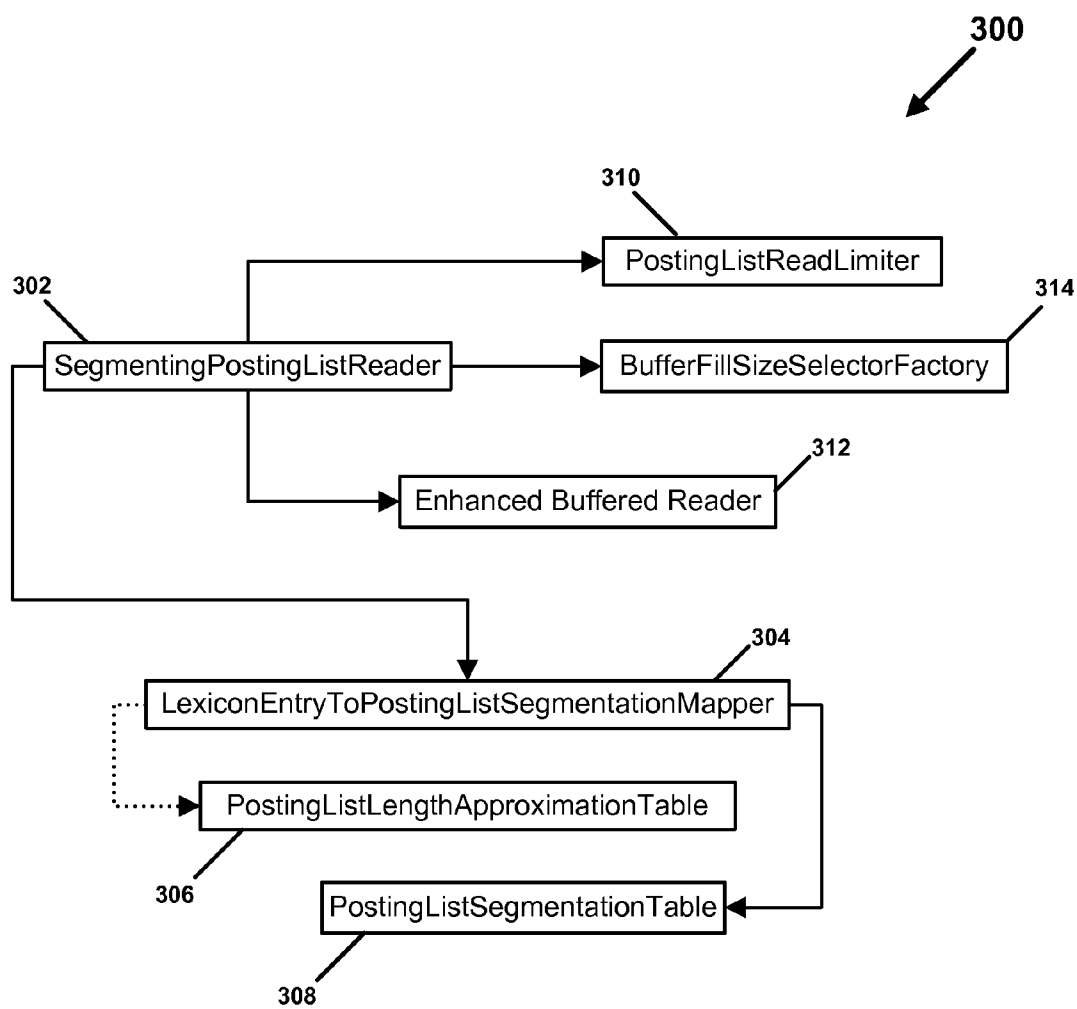 300
310
PostingListReadLimiter
302
314
SegmentingPostingListReader
BufferFillSizeSelectorFactory
312
Enhanced Buffered Reader
304
LexiconEntryToPostingListSegmentationMapper
PostingListLengthApproximationTable
306
PostingListSegmentationTable
308